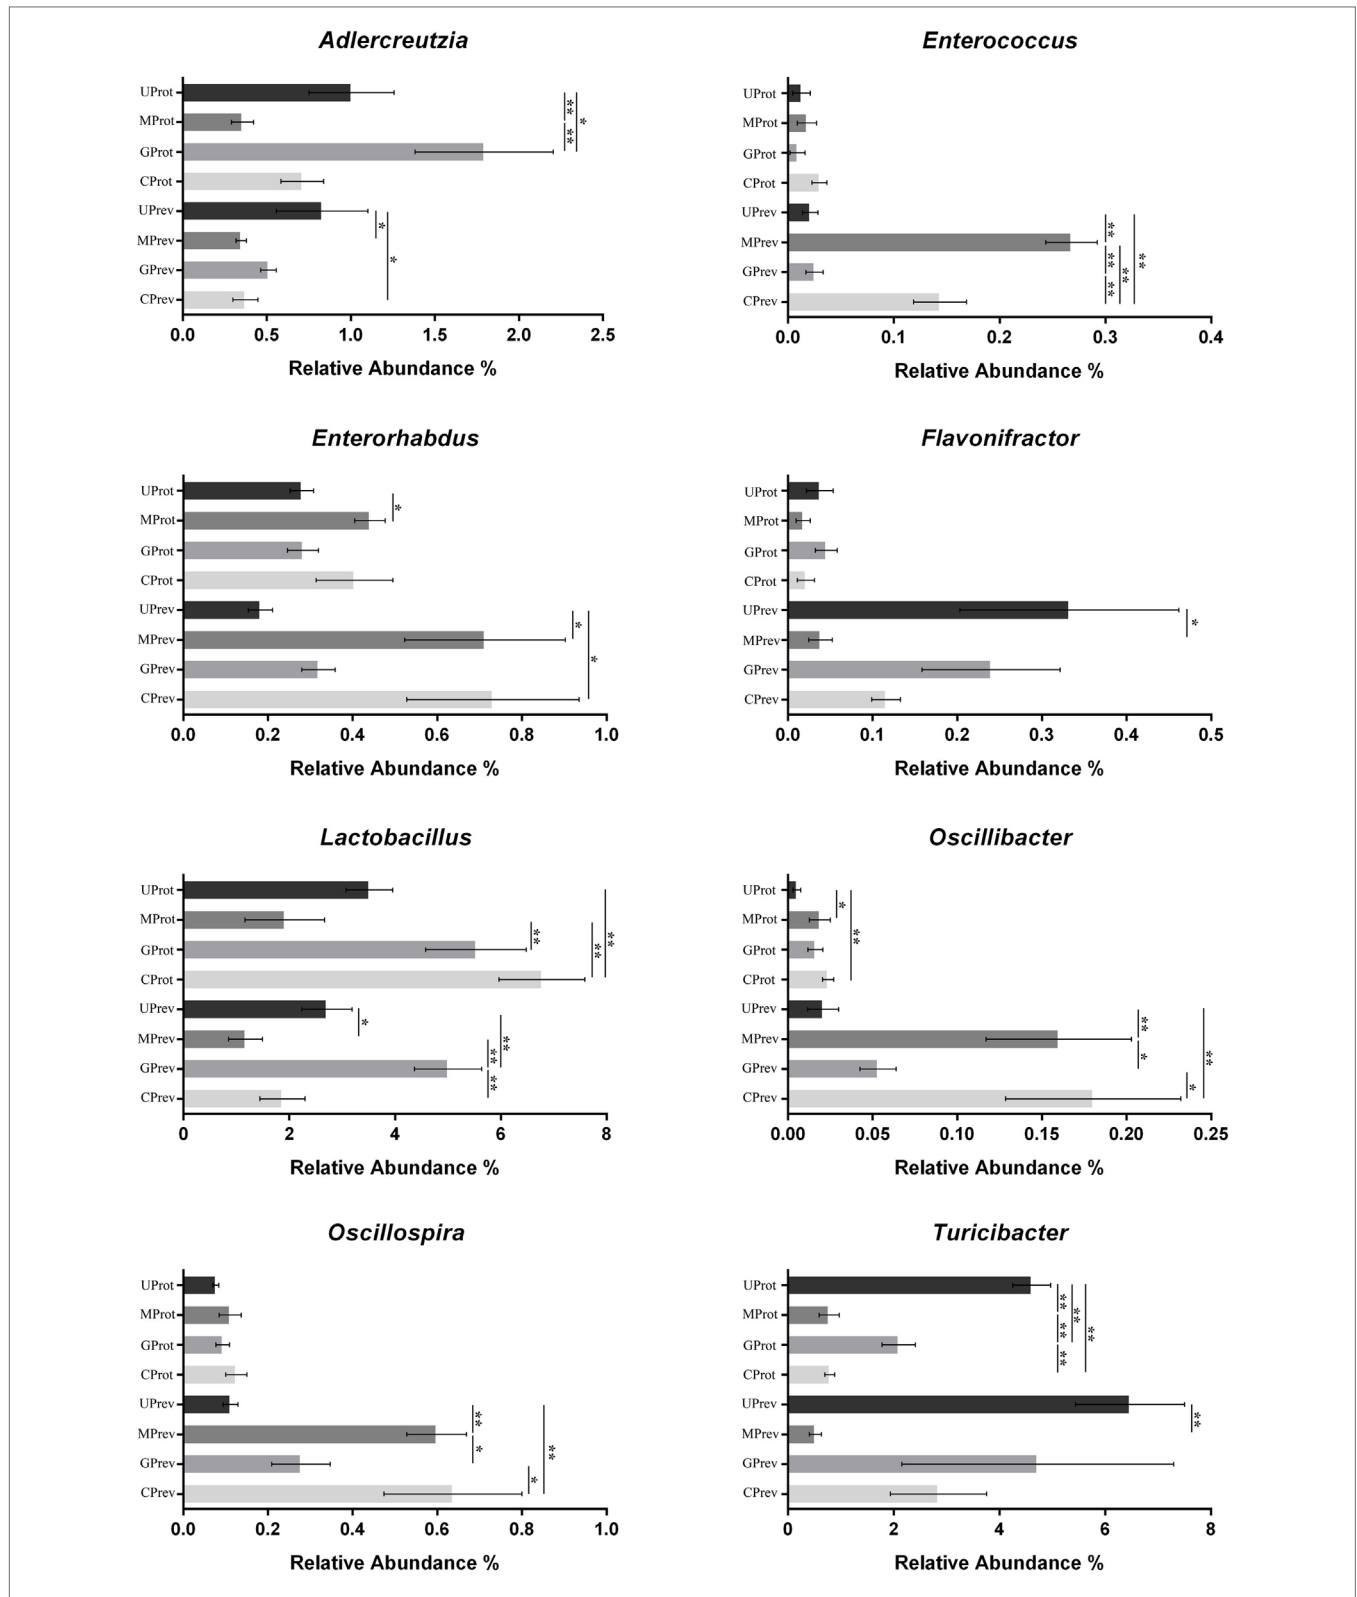 Adlercreutzia
UProt
MProt
GProt
CProt
UPrev
MPrev
GPrev
CPrev
** *
**
*
*
0.0 0.5 1.0 1.5 2.0 2.5
Relative Abundance %
Enterococcus
UProt
MProt
GProt
CProt
UPrev
MPrev
GPrev
CPrev
**
** ** **
**
0.0 0.1 0.2 0.3 0.4
Relative Abundance %
Enterorhabdus
UProt
MProt
GProt
CProt
UPrev
MPrev
GPrev
CPrev
*
*
*
0.0 0.2 0.4 0.6 0.8 1.0
Relative Abundance %
Flavonifractor
UProt
MProt
GProt
CProt
UPrev
MPrev
GPrev
CPrev
*
0.0 0.1 0.2 0.3 0.4 0.5
Relative Abundance %
Lactobacillus
UProt
MProt
GProt
CProt
UPrev
MPrev
GPrev
CPrev
** ** **
*
** **
**
0 2 4 6 8
Relative Abundance %
Oscillibacter
UProt
MProt
GProt
CProt
UPrev
MPrev
GPrev
CPrev
*
**
**
* **
*
0.00 0.05 0.10 0.15 0.20 0.25
Relative Abundance %
Oscillospira
UProt
MProt
GProt
CProt
UPrev
MPrev
GPrev
CPrev
**
* **
*
0.0 0.2 0.4 0.6 0.8 1.0
Relative Abundance %
Turicibacter
UProt
MProt
GProt
CProt
UPrev
MPrev
GPrev
CPrev
** **
** **
**
**
0 2 4 6 8
Relative Abundance %